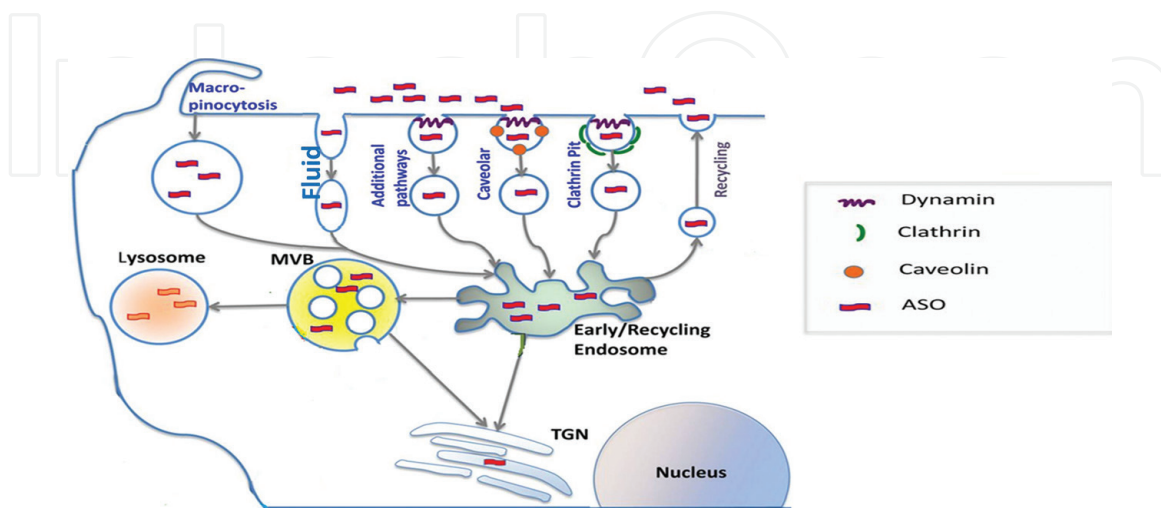 Macro-
pinocytosis
Fluid
Additional
pathways
Caveolar
Clathrin Pit
Recycling
Dynamin
Clathrin
Caveolin
ASO
Lysosome
MVB
Early/Recycling
Endosome
TGN
Nucleus